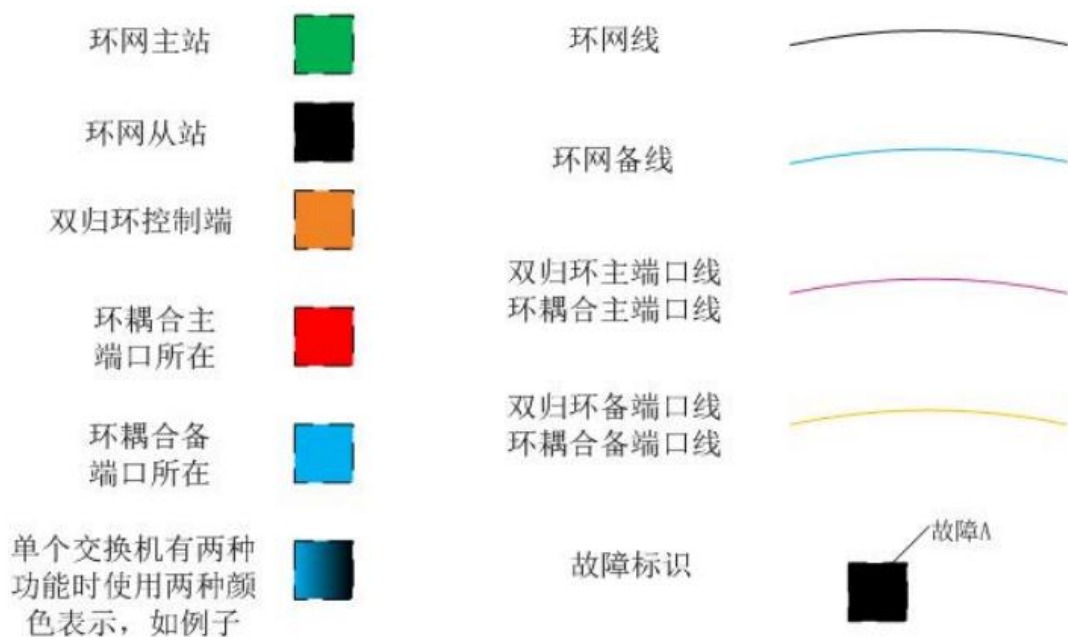 环网主站
环网从站
双归环控制端
环耦合主
端口所在
环耦合备
端口所在
单个交换机有两种
功能时使用两种颜
色表示，如例子
环网线
环网备线
双归环主端口线
环耦合主端口线
双归环备端口线
环耦合备端口线
故障标识
故障A